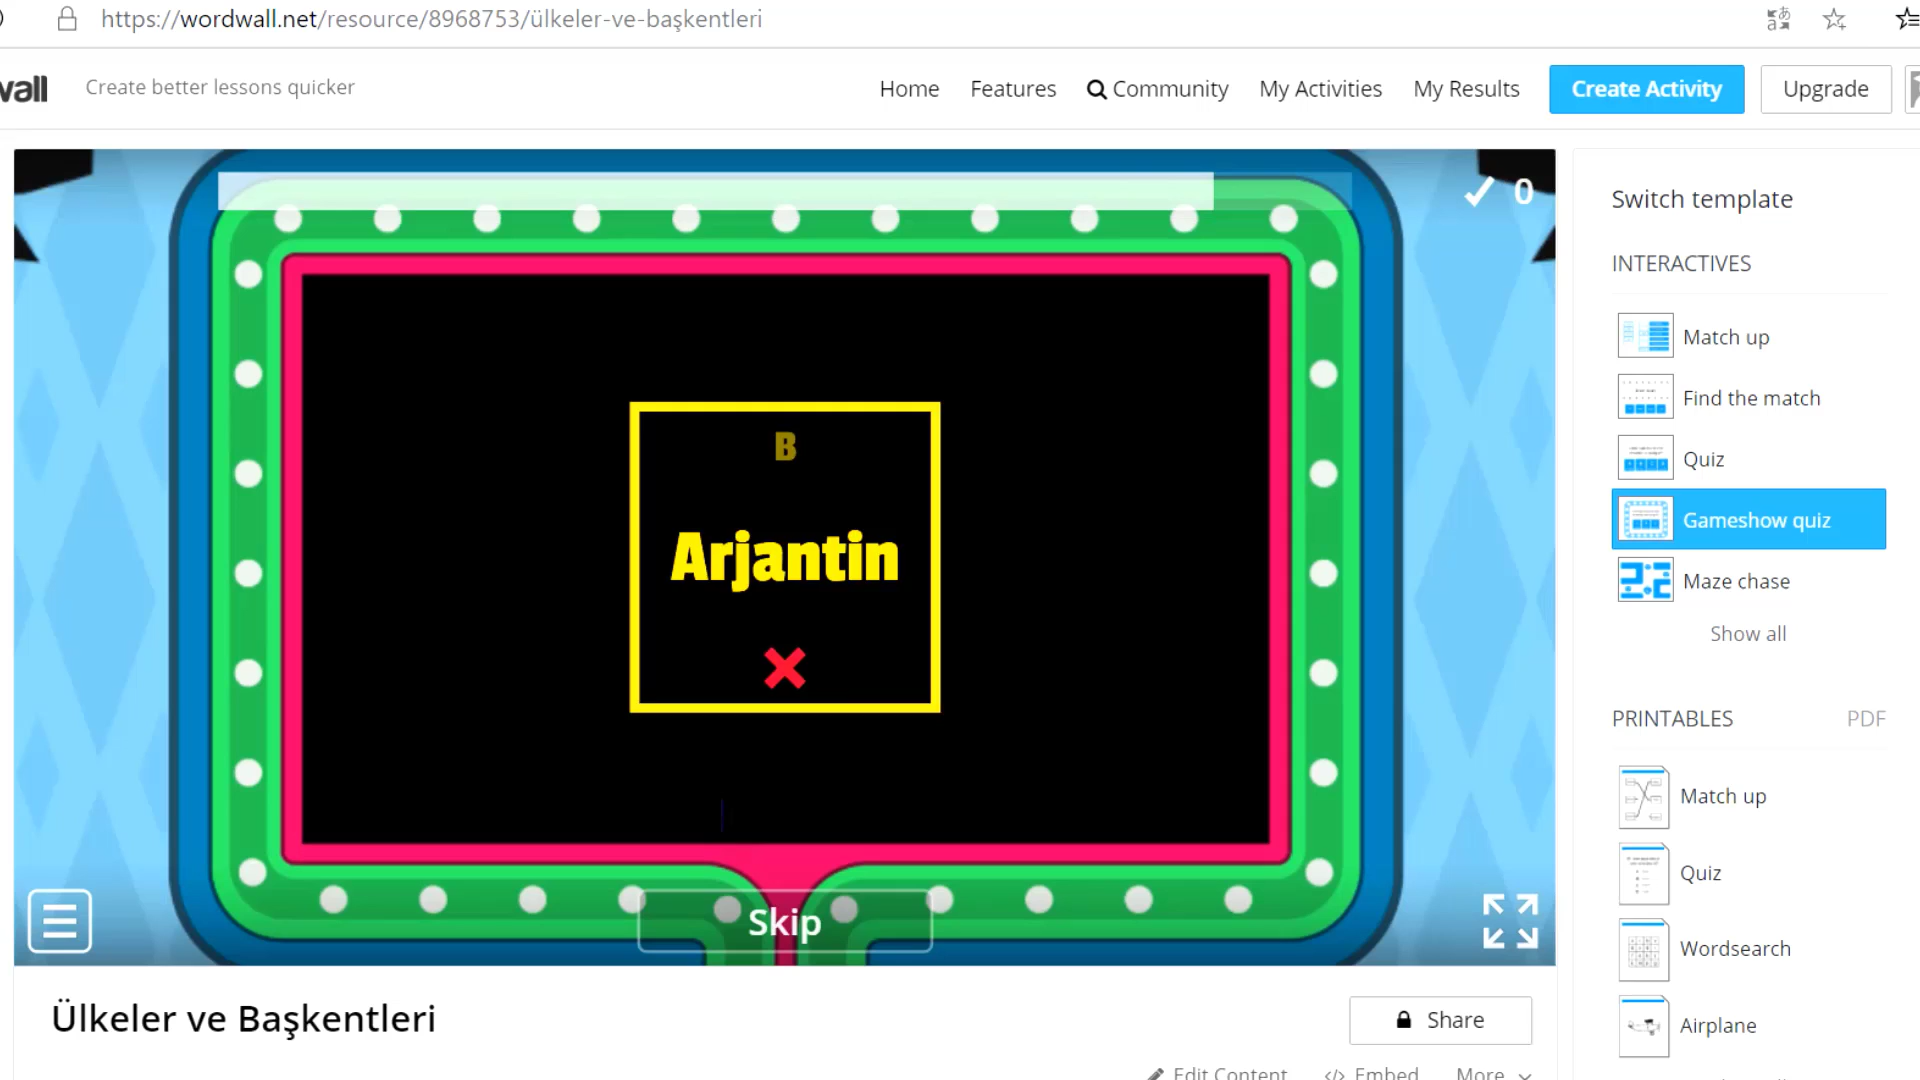 https://wordwall.net/resource/8968753/ülkeler-ve-başkentleri
wall
Create better lessons quicker
Home
Features
Community
My Activities
My Results
Create Activity
Upgrade
0
Switch template
INTERACTIVES
Match up
Find the match
Quiz
Gameshow quiz
Maze chase
Show all
B
Arjantin
Skip
PRINTABLES
PDF
Match up
Quiz
Wordsearch
Airplane
Ülkeler ve Başkentleri
Share
Edit Content
Embed
More